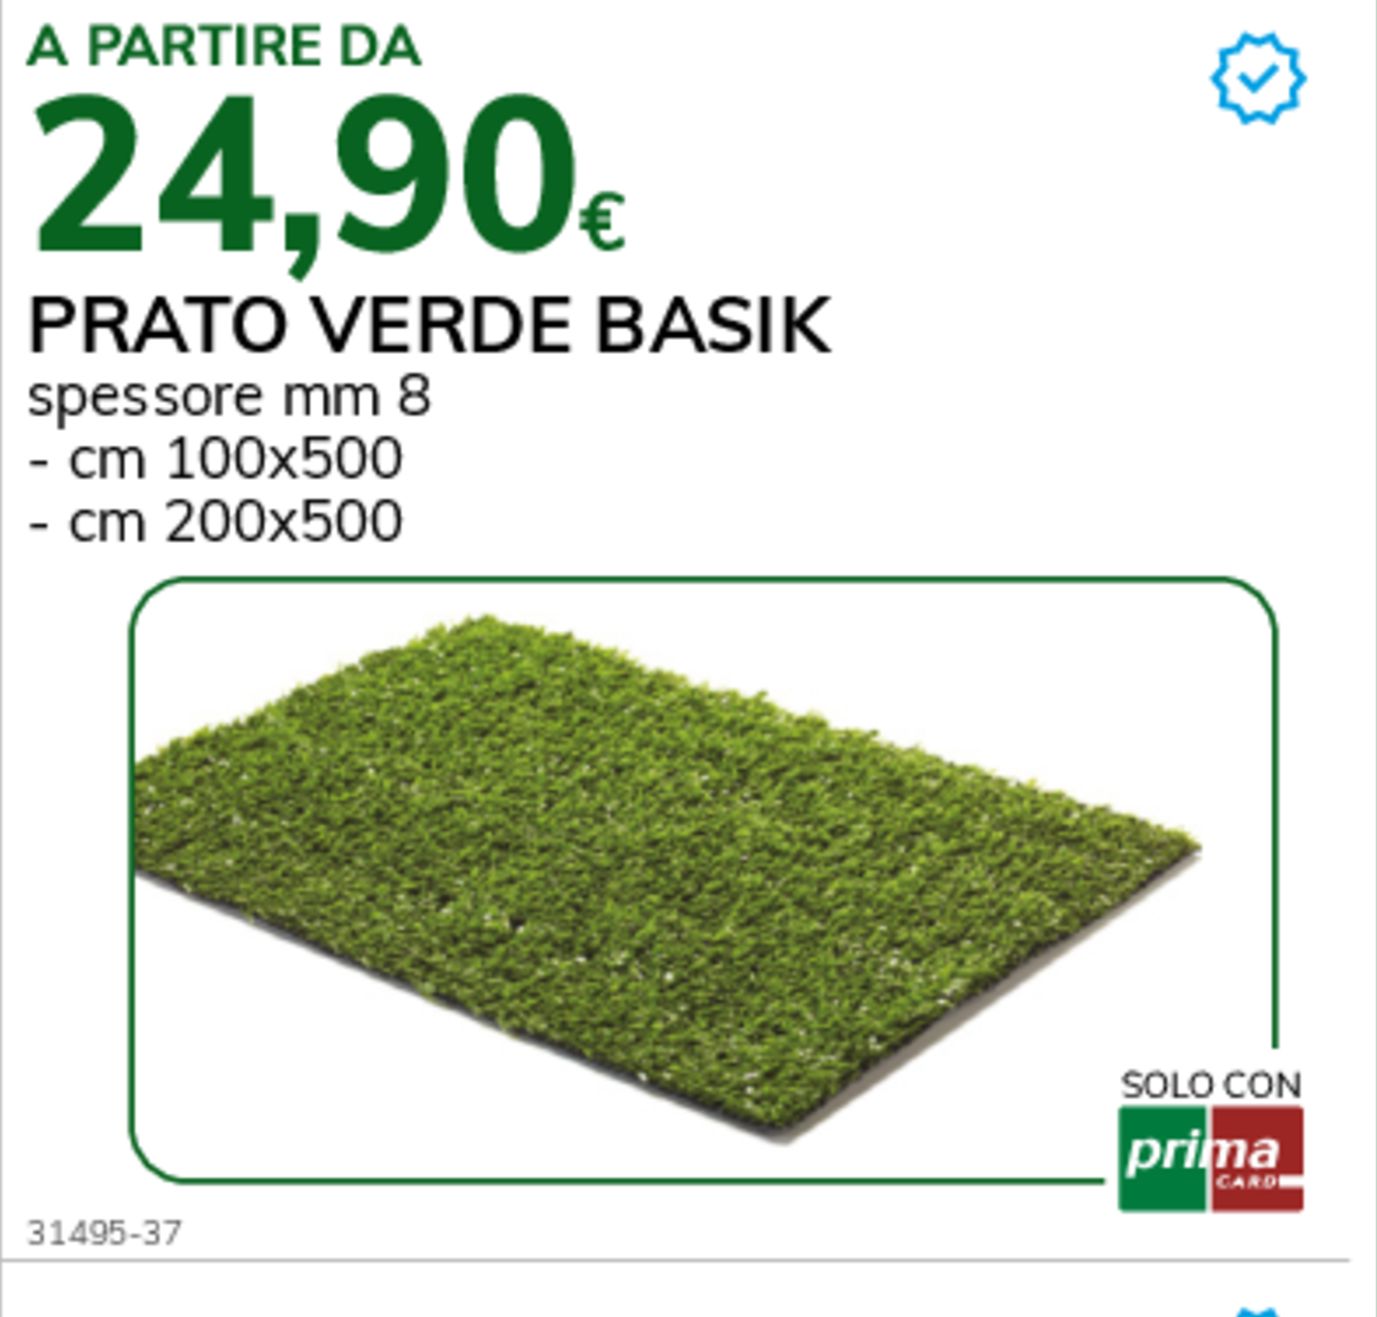 A PARTIRE DA
24,90€
PRATO VERDE BASIK
spessore mm 8
- cm 100x500
- cm 200x500
SOLO CON
prima
CARD
31495-37